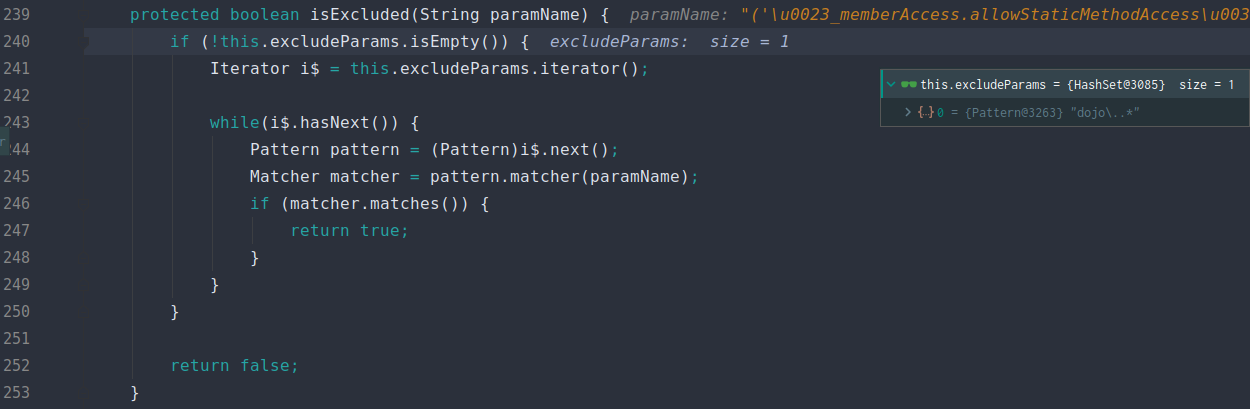 239 protected boolean isExcluded(String paramName) { paramName: "('\u0023_memberAccess.allowStaticMethodAccess\u003
240 if (!this.excludeParams.isEmpty()) { excludeParams: size = 1
241 Iterator i$ = this.excludeParams.iterator();
this.excludeParams = {HashSet@3085} size = 1
242
0 = {Pattern@3263} "dojo\..*"
243 while(i$.hasNext()) {
244 Pattern pattern = (Pattern)i$.next();
245 Matcher matcher = pattern.matcher(paramName);
246 if (matcher.matches()) {
247 return true;
248 }
249 }
250 }
251
252 return false;
253 }